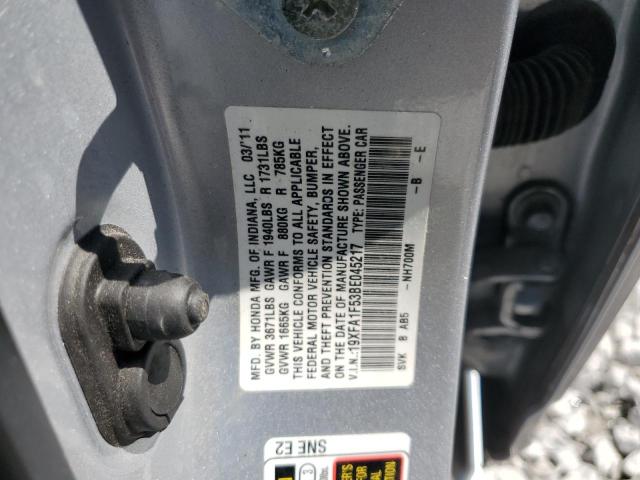 MFD. BY HONDA MFG. OF INDIANA, LLC 03/'11
GVWR 3671LBS GAWR F 1940LBS R 1731LBS
GVWR 1665KG GAWR F 880KG R 785KG
THIS VEHICLE CONFORMS TO ALL APPLICABLE
FEDERAL MOTOR VEHICLE SAFETY, BUMPER,
AND THEFT PREVENTION STANDARDS IN EFFECT
ON THE DATE OF MANUFACTURE SHOWN ABOVE.
V.I.N.:19XFA1F53BE045217 TYPE: PASSENGER CAR
SVK B AB5 -NH700M -B -E
SNE E2
3